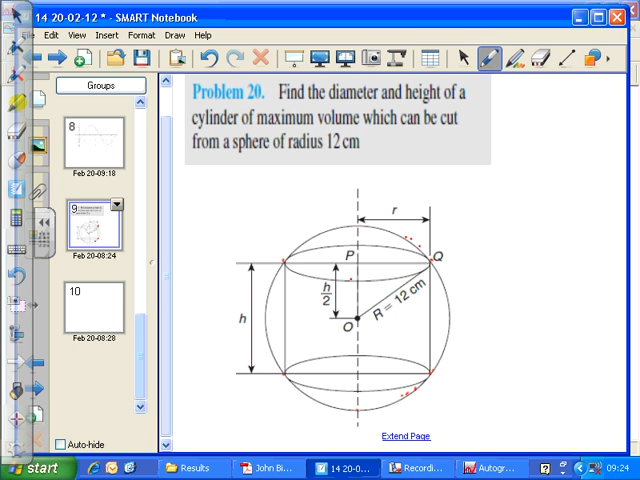 14 20-02-12 * - SMART Notebook
Edit View Insert Format Draw Help
Groups
8
Feb 20-09:18
9
Feb 20-08:24
10
Feb 20-08:28
Auto-hide
Problem 20. Find the diameter and height of a
cylinder of maximum volume which can be cut
from a sphere of radius 12 cm
r
P
Q
h
2
R = 12 cm
h
O
Extend Page
start
Results
John Bi...
14 20-0...
Recordi...
Autogr...
09:24